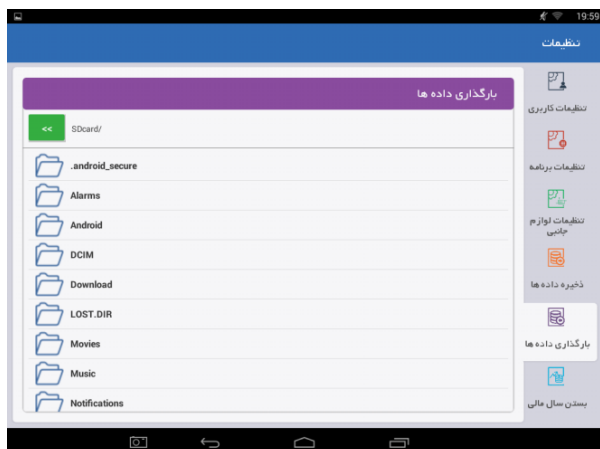 19:59
تنظیمات
بارگذاری داده ها
<<
SDcard/
.android_secure
Alarms
Android
DCIM
Download
LOST.DIR
Movies
Music
Notifications
تنظیمات کاربری
تنظیمات برنامه
تنظیمات لوازم
جانبی
ذخیره داده ها
بارگذاری داده ها
بستن سال مالی